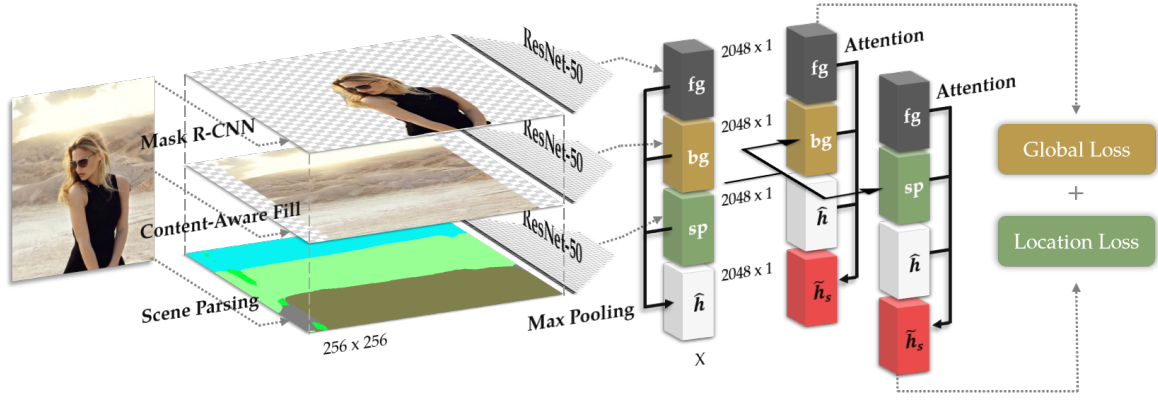 Mask R-CNN
Content-Aware Fill
Scene Parsing
256 x 256
ResNet-50
ResNet-50
ResNet-50
Max Pooling
fg
bg
sp
ĥ
X
2048 x 1
2048 x 1
2048 x 1
2048 x 1
fg
bg
ĥ
h̃s
Attention
fg
sp
ĥ
h̃s
Attention
Global Loss
+
Location Loss